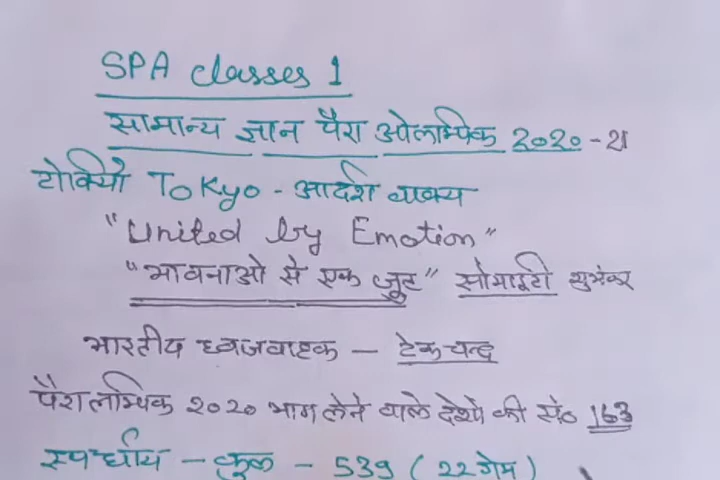 SPA classes 1
सामान्य ज्ञान पैरा ओलम्पिक 2020-21
टोकियो ToKyo - आदर्श वाक्य
"United by Emotion"
"भावनाओ से एक जुट" सोमाइटी शुभंकर
भारतीय ध्वजवाहक – टेकचन्द
पैरालम्पिक 2020 भाग लेने वाले देशो की सं० 163
स्पर्धाय – कुल – 539 (22 गेम)